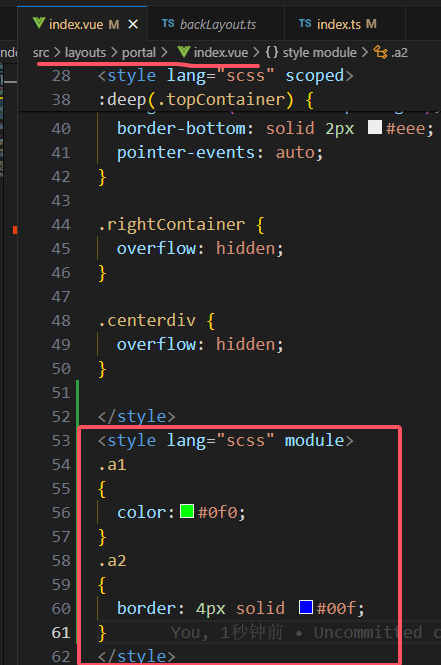 index.vue M
backLayout.ts
index.ts M
src > layouts > portal > index.vue > {} style module > .a2
28 <style lang="scss" scoped>
38 :deep(.topContainer) {
40 border-bottom: solid 2px #eee;
41 pointer-events: auto;
42 }
43
44 .rightContainer {
45 overflow: hidden;
46 }
47
48 .centerdiv {
49 overflow: hidden;
50 }
51
52 </style>
53 <style lang="scss" module>
54 .a1
55 {
56 color: #0f0;
57 }
58 .a2
59 {
60 border: 4px solid #00f;
61 } You, 1秒钟前 • Uncommitted c
62 </style>